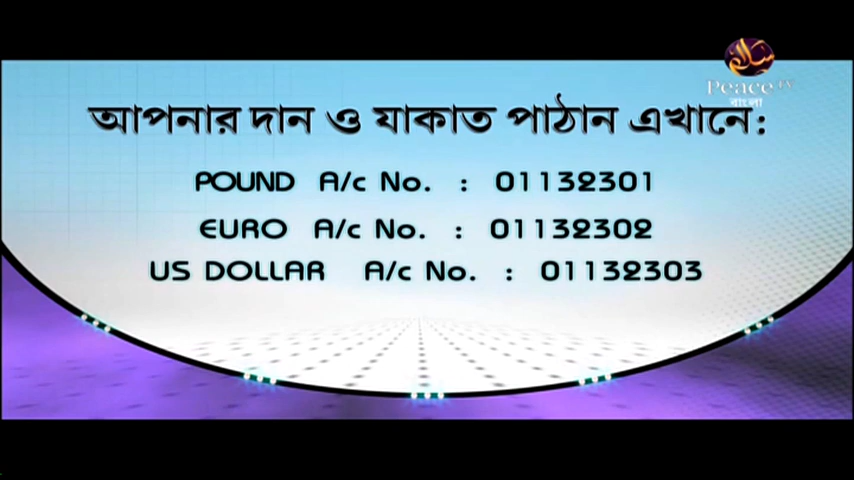 Peace TV
বাংলা
আপনার দান ও যাকাত পাঠান এখানে:
POUND A/c No. : 01132301
EURO A/c No. : 01132302
US DOLLAR A/c No. : 01132303